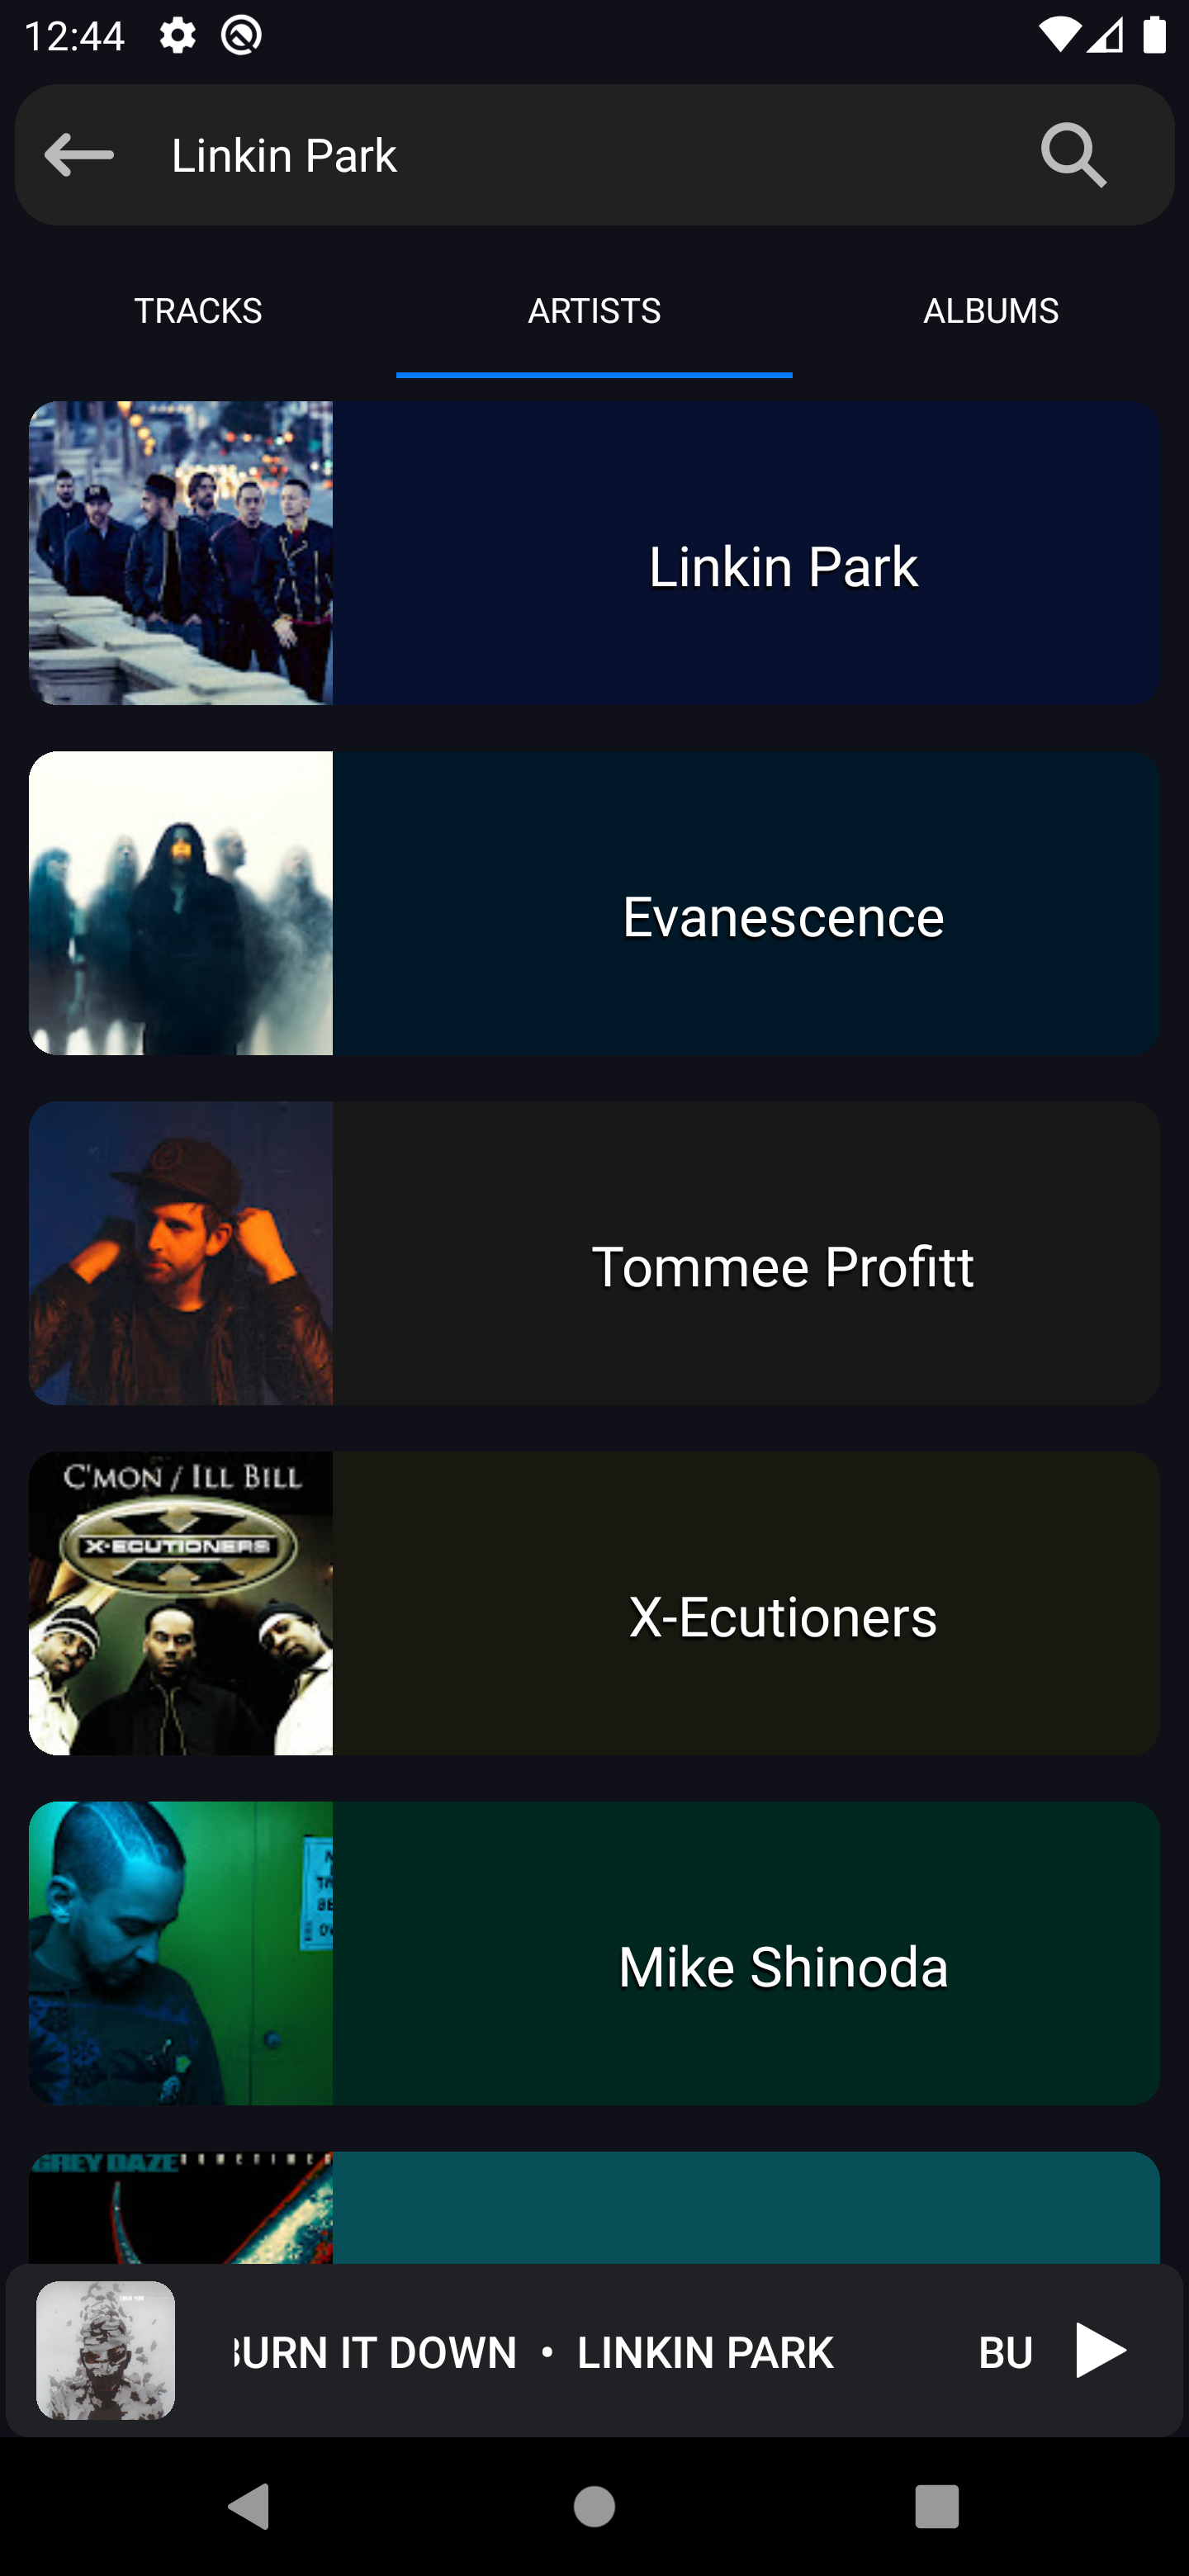 12:44
Linkin Park
TRACKS ARTISTS ALBUMS
Linkin Park
Evanescence
Tommee Profitt
C'MON / ILL BILL
X-ECUTIONERS
X-Ecutioners
Mike Shinoda
GREY DAZE SOMETIMES
BURN IT DOWN • LINKIN PARK BU